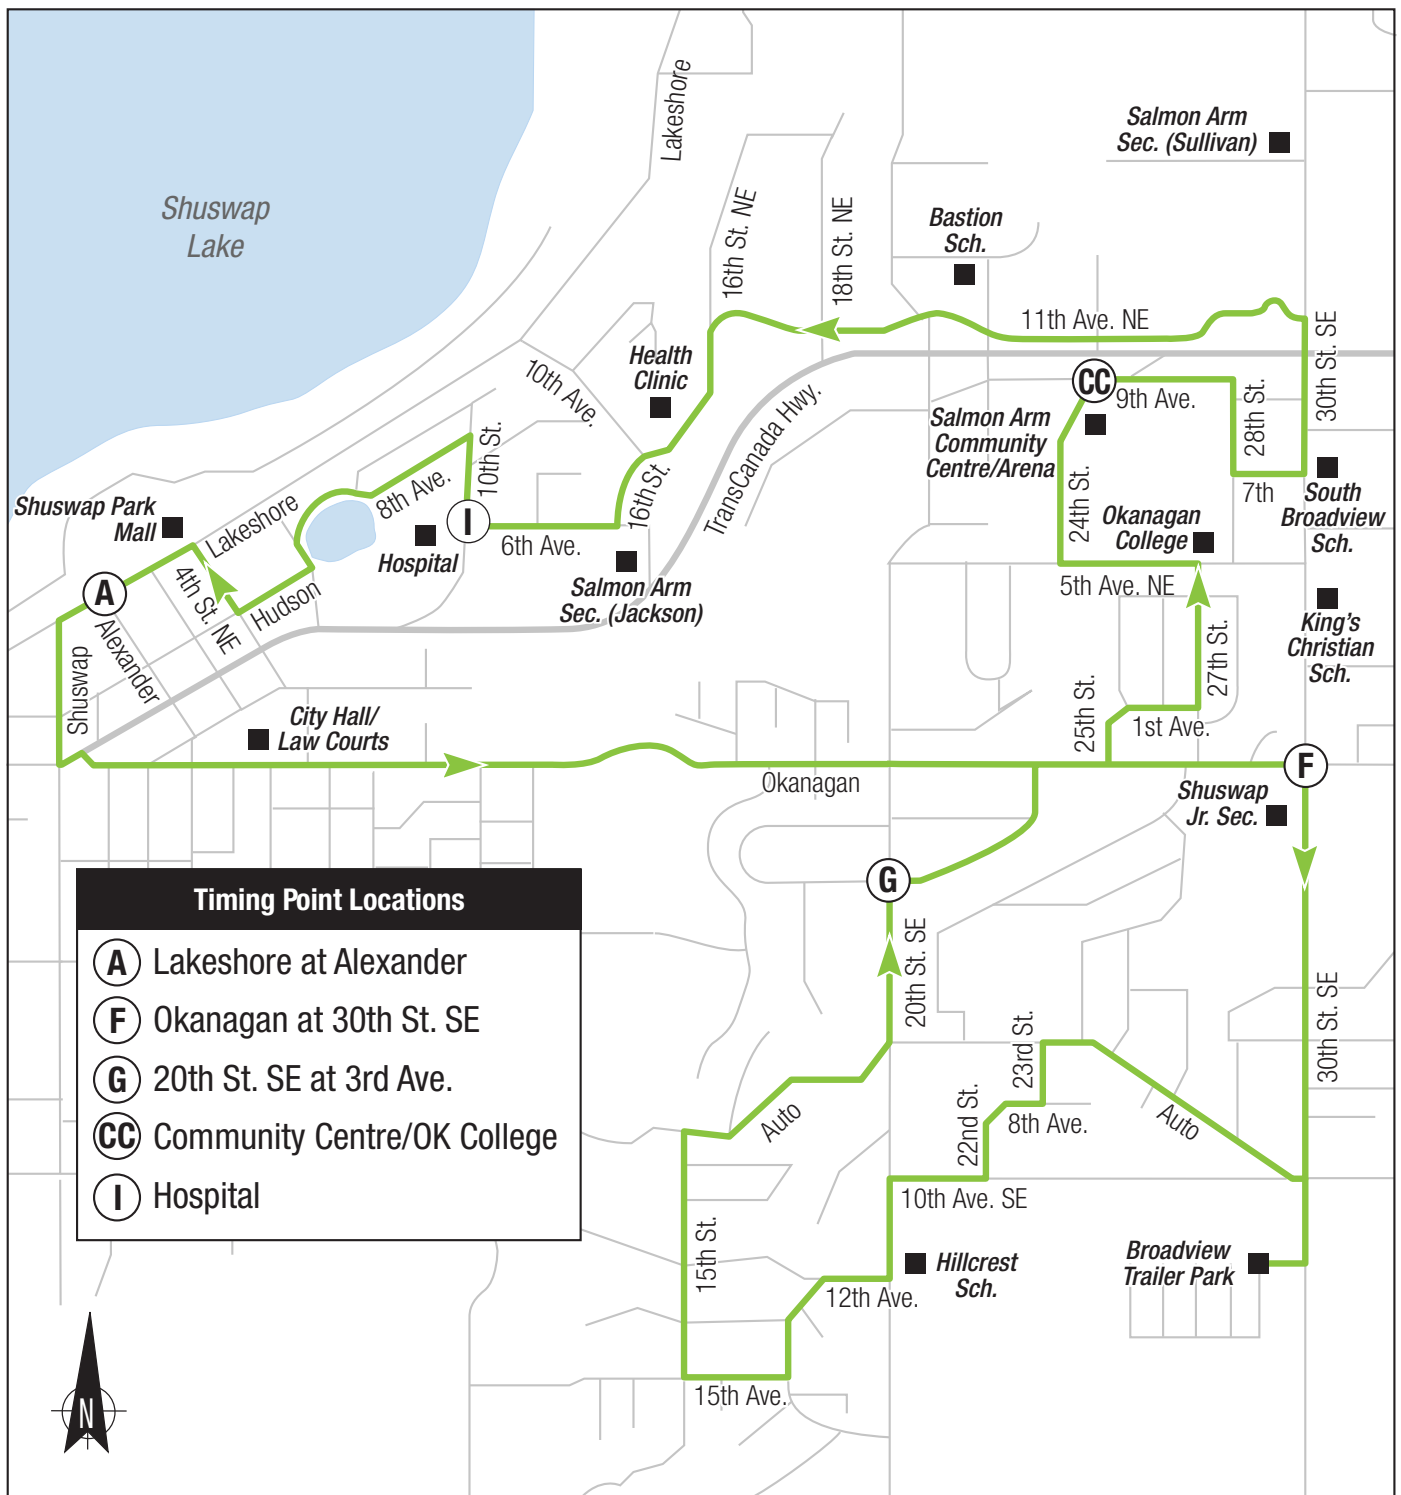 Shuswap
Lake
Lakeshore
Salmon Arm
Sec. (Sullivan)
16th St. NE
18th St. NE
Bastion
Sch.
11th Ave. NE
30th St. SE
Health
Clinic
10th Ave.
TransCanada Hwy.
CC
9th Ave.
28th St.
Salmon Arm
Community
Centre/Arena
7th
South
Broadview
Sch.
24th St.
Okanagan
College
5th Ave. NE
10th St.
8th Ave.
16th St.
Shuswap Park
Mall
Lakeshore
I
Hospital
6th Ave.
Salmon Arm
Sec. (Jackson)
A
4th St. NE
Hudson
Alexander
Shuswap
King's
Christian
Sch.
27th St.
25th St.
1st Ave.
City Hall/
Law Courts
Okanagan
F
Shuswap
Jr. Sec.
G
20th St. SE
30th St. SE
23rd St.
22nd St.
8th Ave.
Auto
Auto
10th Ave. SE
15th St.
12th Ave.
Hillcrest
Sch.
Broadview
Trailer Park
15th Ave.
Timing Point Locations
A Lakeshore at Alexander
F Okanagan at 30th St. SE
G 20th St. SE at 3rd Ave.
CC Community Centre/OK College
I Hospital
N